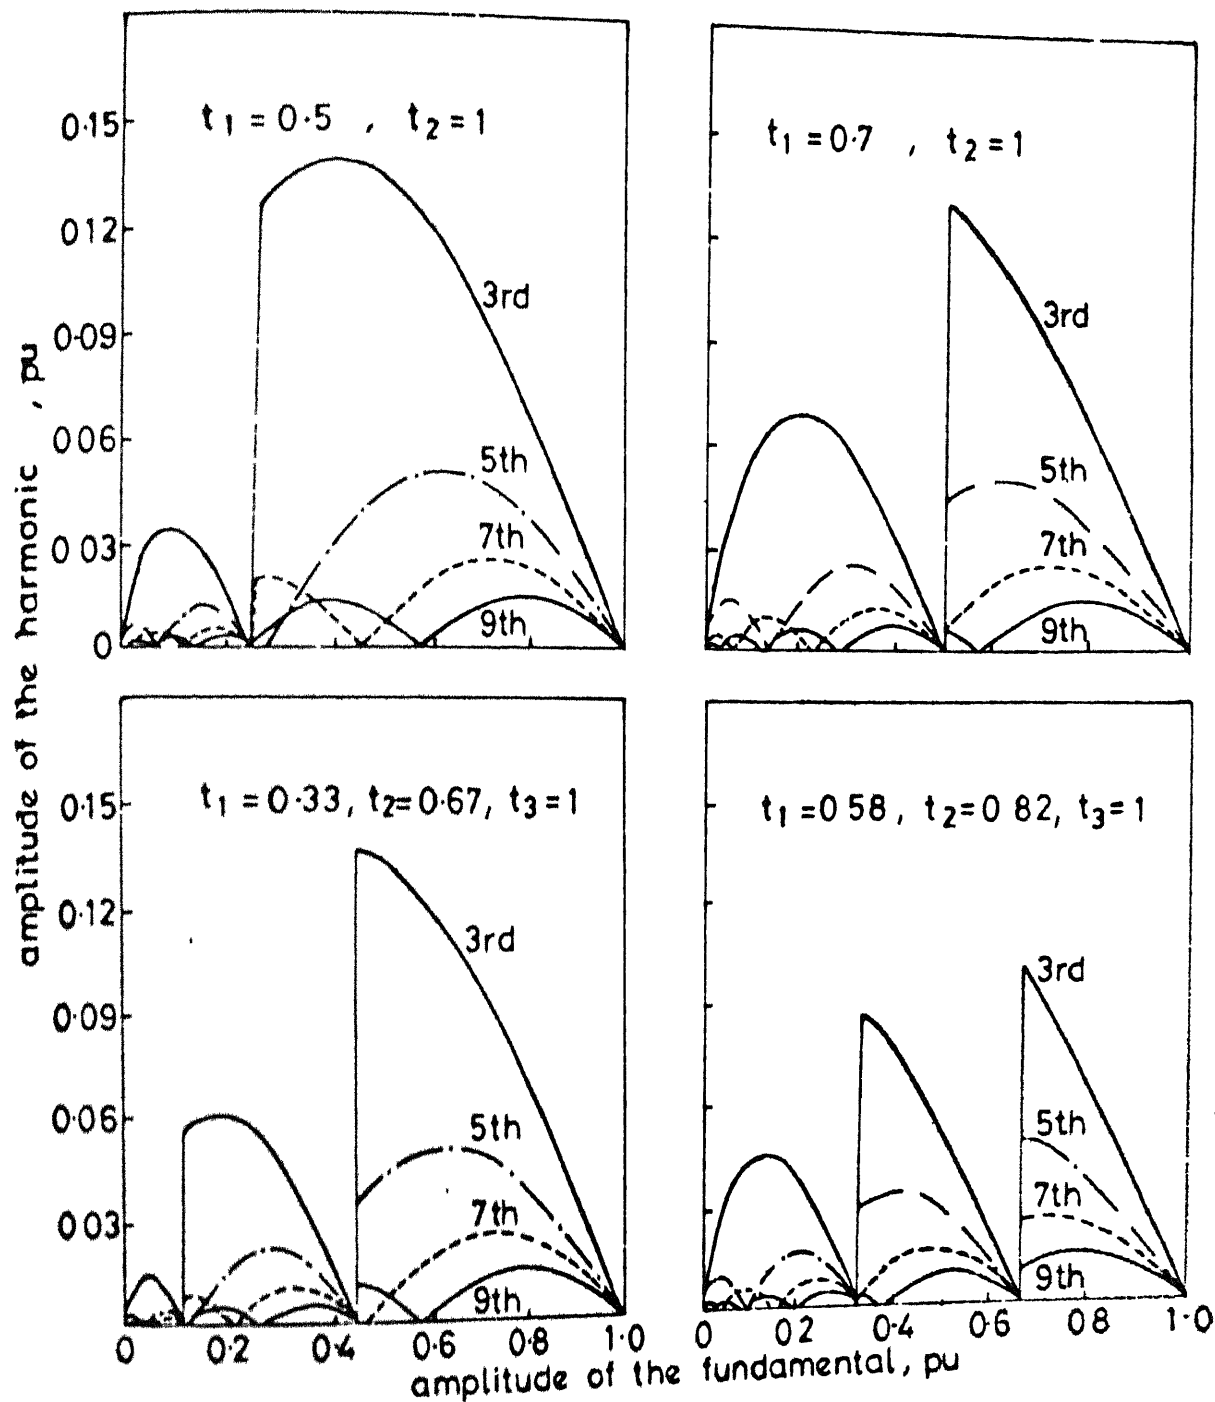 amplitude of the harmonic , pu
t1 = 0·5 , t2 = 1
0·15
0·12
0·09
0 06
0 03
0
3rd
5th
7th
9th
t1 = 0·7 , t2 = 1
3rd
5th
7th
9th
t1 = 0·33, t2 = 0·67, t3 = 1
0·15
0·12
0·09
0·06
0 03
3rd
5th
7th
9th
0 0·2 0·4 0·6 0·8 1·0
t1 = 0 58, t2 = 0 82, t3 = 1
3rd
5th
7th
9th
0 0·2 0·4 0·6 0·8 1·0
amplitude of the fundamental, pu